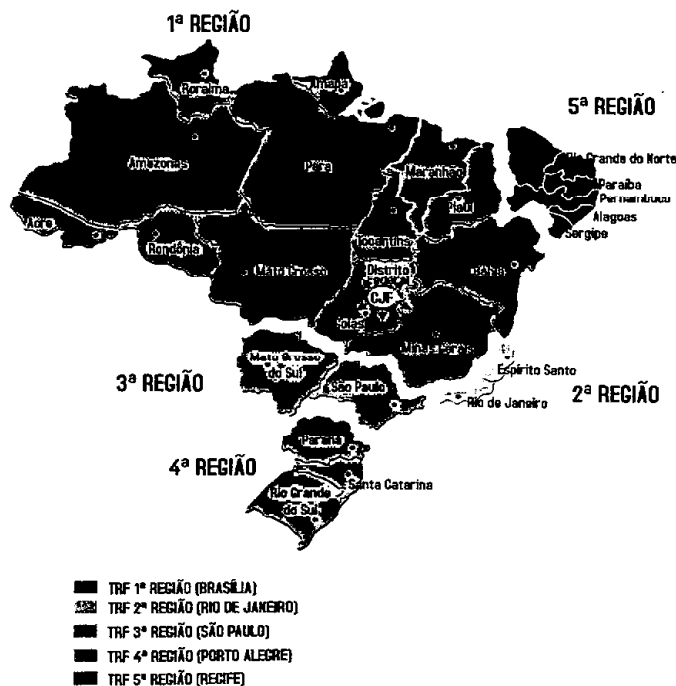 1ª REGIÃO
Roraima
Amapá
5ª REGIÃO
Rio Grande do Norte
Amazonas
Pará
Maranhão
Paraíba
Pernambuco
Piauí
Alagoas
Acre
Sergipe
Rondônia
Tocantins
Mato Grosso
Distrito
Federal
Bahia
CJF
Goiás
Minas Gerais
Mato Grosso
do Sul
Espírito Santo
3ª REGIÃO
São Paulo
2ª REGIÃO
Rio de Janeiro
Paraná
4ª REGIÃO
Santa Catarina
Rio Grande
do Sul
TRF 1ª REGIÃO (BRASÍLIA)
TRF 2ª REGIÃO (RIO DE JANEIRO)
TRF 3ª REGIÃO (SÃO PAULO)
TRF 4ª REGIÃO (PORTO ALEGRE)
TRF 5ª REGIÃO (RECIFE)